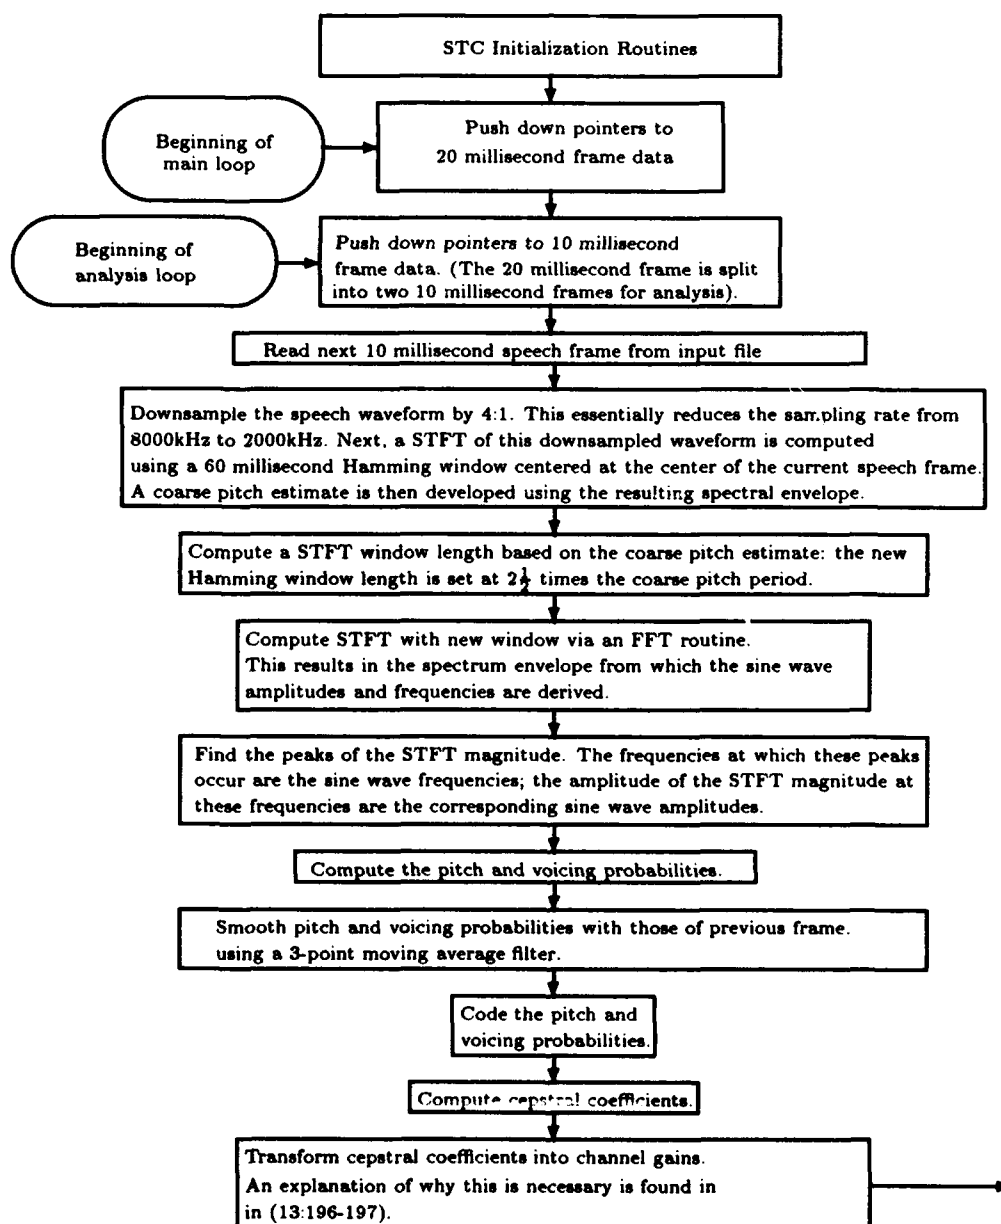 STC Initialization Routines
Beginning of
main loop
Push down pointers to
20 millisecond frame data
Beginning of
analysis loop
Push down pointers to 10 millisecond
frame data. (The 20 millisecond frame is split
into two 10 millisecond frames for analysis).
Read next 10 millisecond speech frame from input file
Downsample the speech waveform by 4:1. This essentially reduces the sampling rate from
8000kHz to 2000kHz. Next, a STFT of this downsampled waveform is computed
using a 60 millisecond Hamming window centered at the center of the current speech frame.
A coarse pitch estimate is then developed using the resulting spectral envelope.
Compute a STFT window length based on the coarse pitch estimate: the new
Hamming window length is set at 2½ times the coarse pitch period.
Compute STFT with new window via an FFT routine.
This results in the spectrum envelope from which the sine wave
amplitudes and frequencies are derived.
Find the peaks of the STFT magnitude. The frequencies at which these peaks
occur are the sine wave frequencies; the amplitude of the STFT magnitude at
these frequencies are the corresponding sine wave amplitudes.
Compute the pitch and voicing probabilities.
Smooth pitch and voicing probabilities with those of previous frame.
using a 3-point moving average filter.
Code the pitch and
voicing probabilities.
Compute cepstral coefficients.
Transform cepstral coefficients into channel gains.
An explanation of why this is necessary is found in
in (13:196-197).